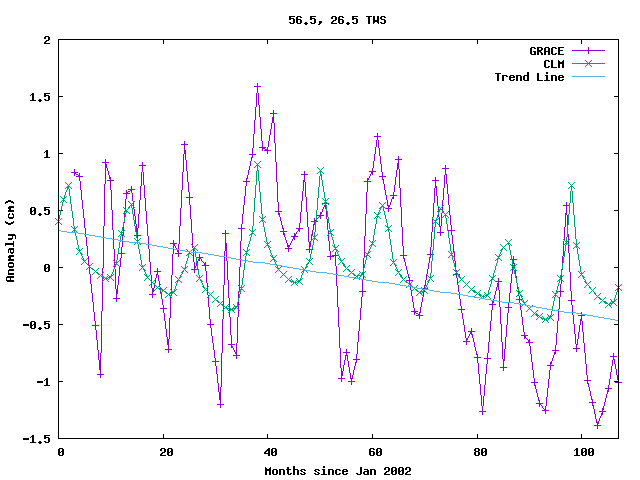 56.5, 26.5 TWS
GRACE
CLM
Trend Line
2
1.5
1
0.5
0
-0.5
-1
-1.5
Anomaly (cm)
0 20 40 60 80 100
Months since Jan 2002